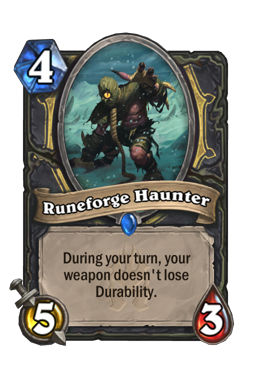 4
Runeforge Haunter
During your turn, your
weapon doesn't lose
Durability.
5
3